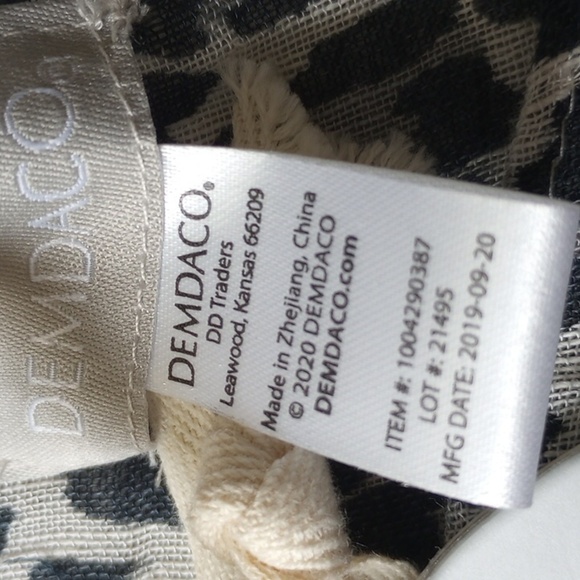 DEMDACO®
DEMDACO®
DD Traders
Leawood, Kansas 66209
Made in Zhejiang, China
© 2020 DEMDACO
DEMDACO.com
ITEM #: 1004290387
LOT #: 21495
MFG DATE: 2019-09-20